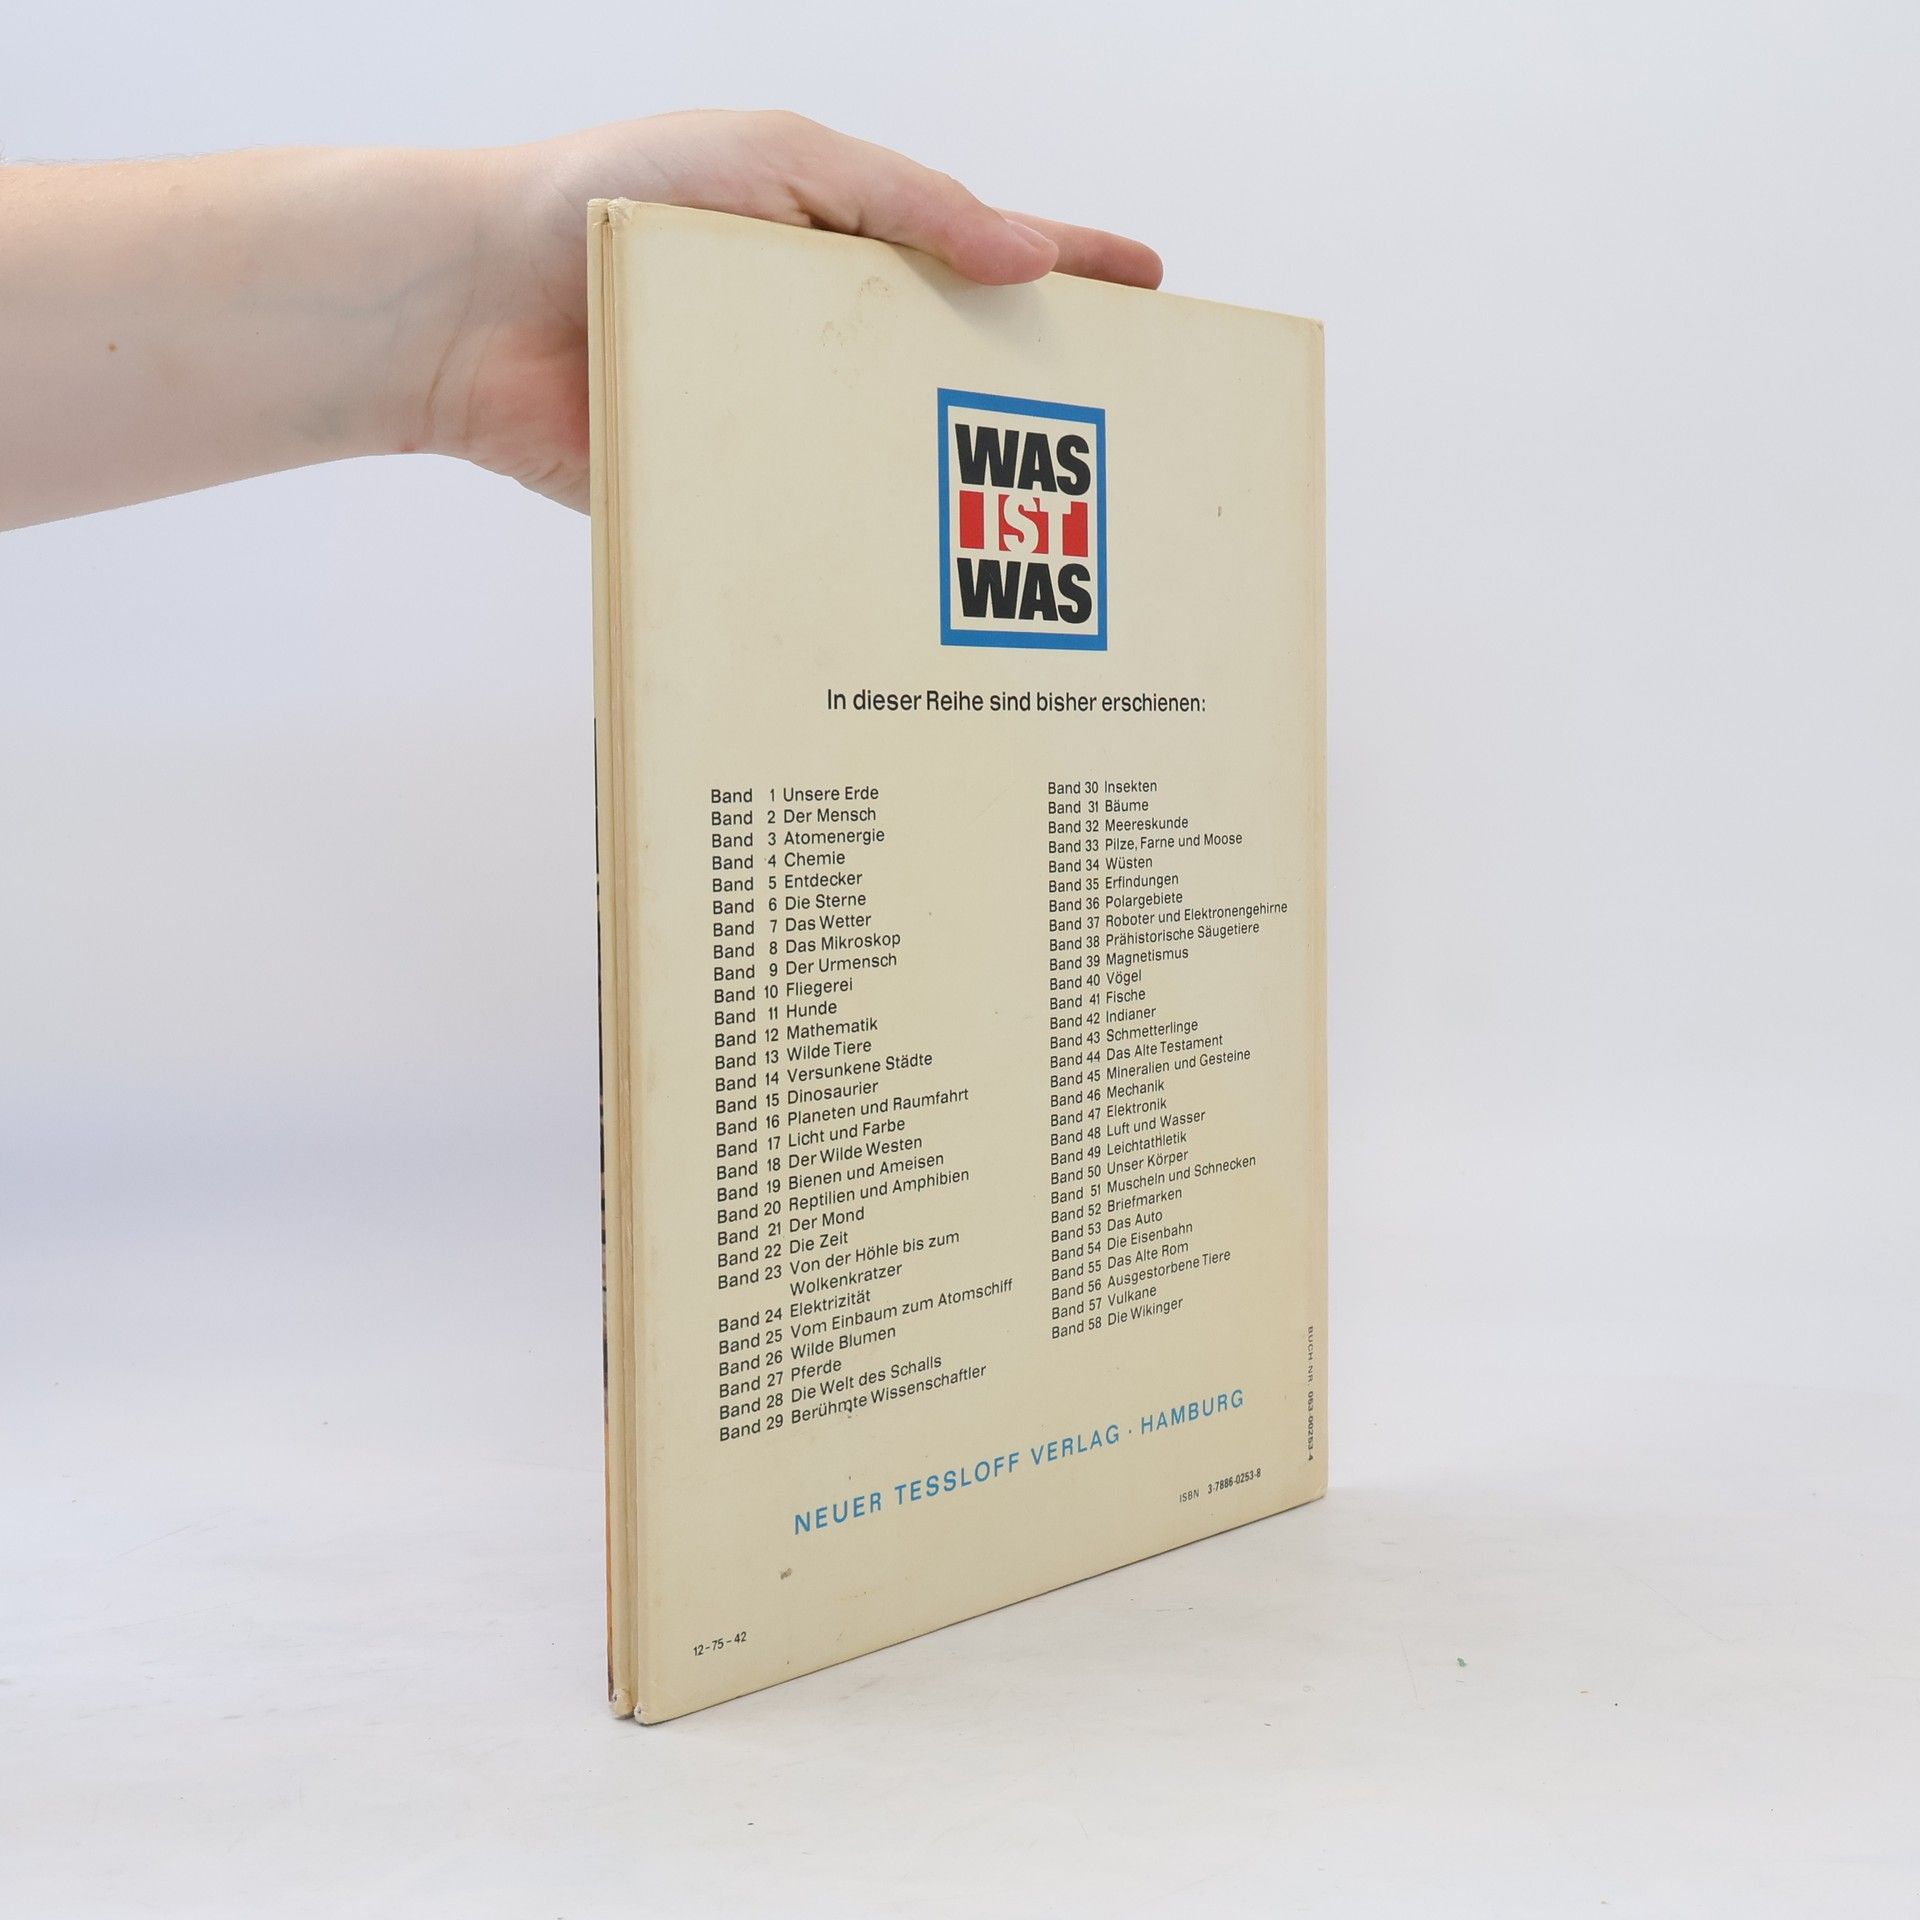 WAS
IST
WAS
In dieser Reihe sind bisher erschienen:
Band 1 Unsere Erde
Band 2 Der Mensch
Band 3 Atomenergie
Band 4 Chemie
Band 5 Entdecker
Band 6 Die Sterne
Band 7 Das Wetter
Band 8 Das Mikroskop
Band 9 Der Urmensch
Band 10 Fliegerei
Band 11 Hunde
Band 12 Mathematik
Band 13 Wilde Tiere
Band 14 Versunkene Städte
Band 15 Dinosaurier
Band 16 Planeten und Raumfahrt
Band 17 Licht und Farbe
Band 18 Der Wilde Westen
Band 19 Bienen und Ameisen
Band 20 Reptilien und Amphibien
Band 21 Der Mond
Band 22 Die Zeit
Band 23 Von der Höhle bis zum
Wolkenkratzer
Band 24 Elektrizität
Band 25 Vom Einbaum zum Atomschiff
Band 26 Wilde Blumen
Band 27 Pferde
Band 28 Die Welt des Schalls
Band 29 Berühmte Wissenschaftler
Band 30 Insekten
Band 31 Bäume
Band 32 Meereskunde
Band 33 Pilze, Farne und Moose
Band 34 Wüsten
Band 35 Erfindungen
Band 36 Polargebiete
Band 37 Roboter und Elektronengehirne
Band 38 Prähistorische Säugetiere
Band 39 Magnetismus
Band 40 Vögel
Band 41 Fische
Band 42 Indianer
Band 43 Schmetterlinge
Band 44 Das Alte Testament
Band 45 Mineralien und Gesteine
Band 46 Mechanik
Band 47 Elektronik
Band 48 Luft und Wasser
Band 49 Leichtathletik
Band 50 Unser Körper
Band 51 Muscheln und Schnecken
Band 52 Briefmarken
Band 53 Das Auto
Band 54 Die Eisenbahn
Band 55 Das Alte Rom
Band 56 Ausgestorbene Tiere
Band 57 Vulkane
Band 58 Die Wikinger
NEUER TESSLOFF VERLAG · HAMBURG
ISBN 3-7886-0253-8
BUCH NR. 053-00253-4
12-75-42